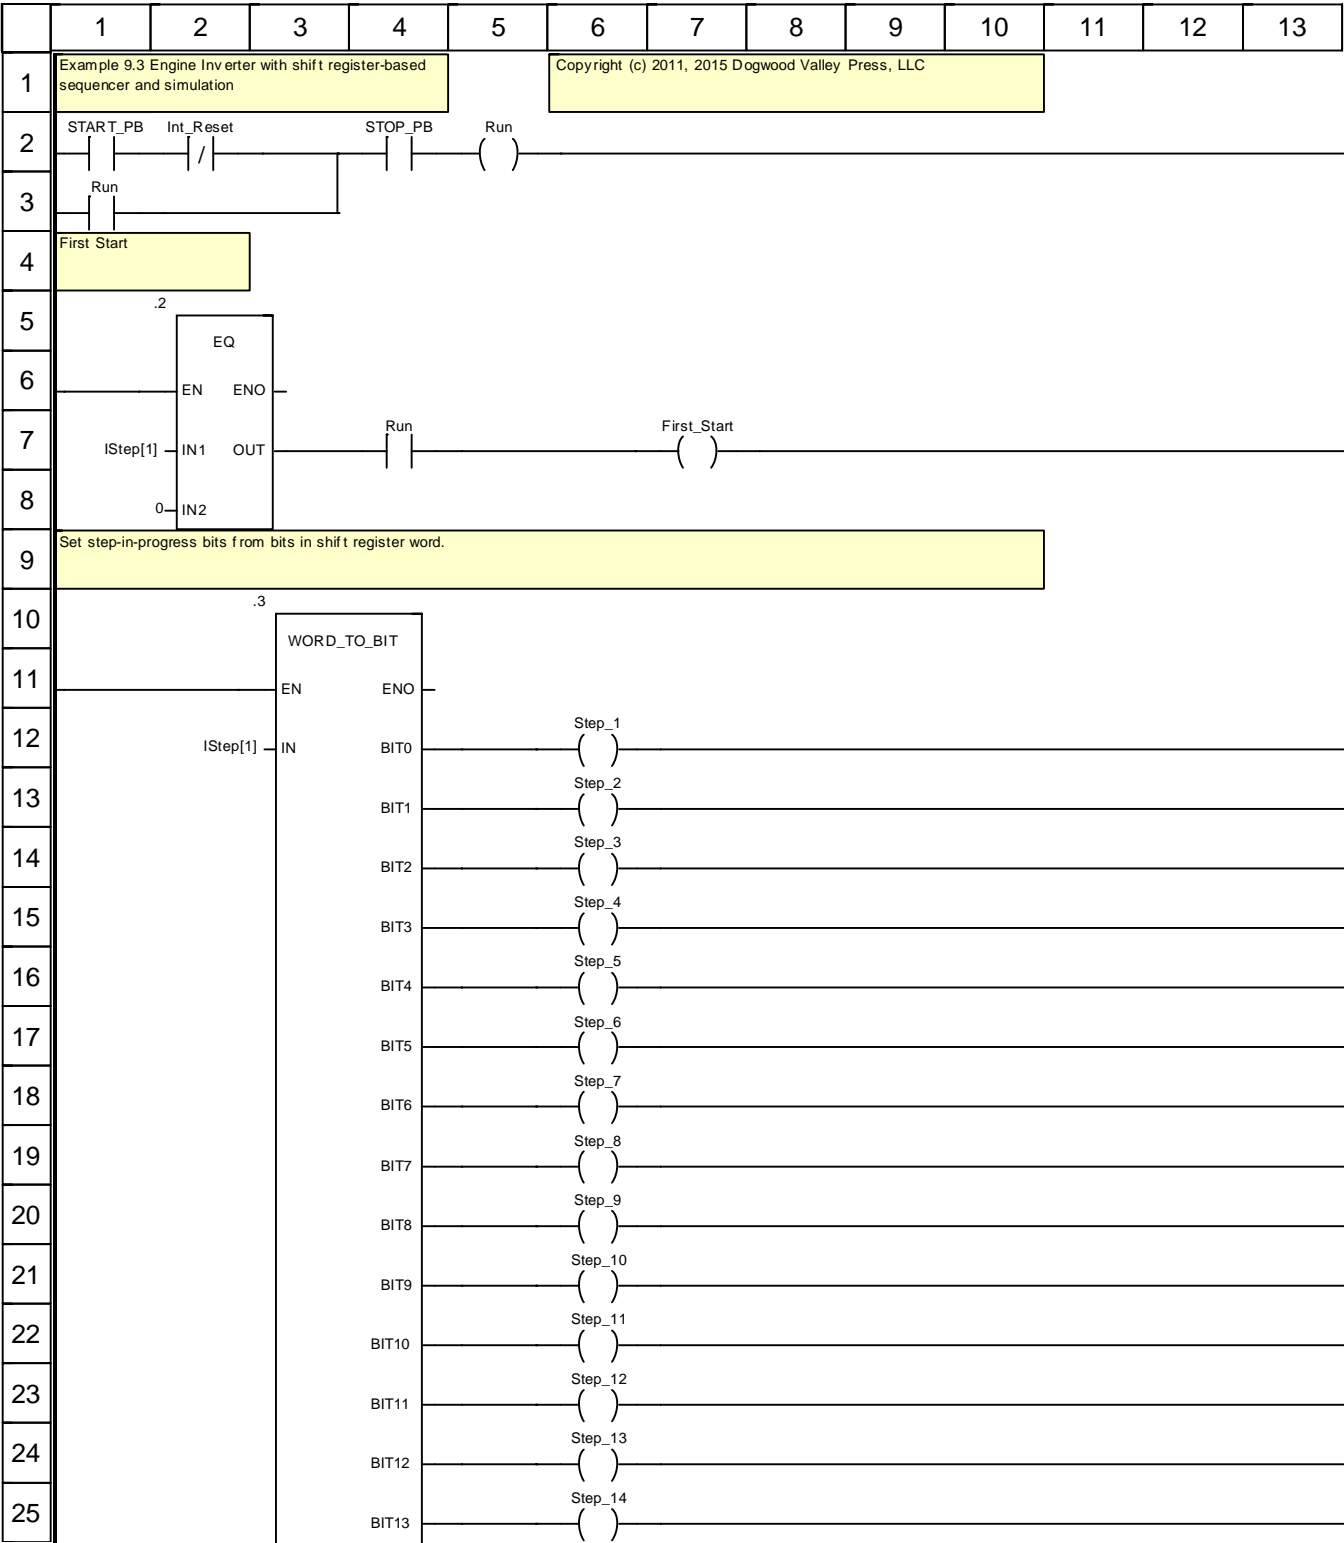 1 2 3 4 5 6 7 8 9 10 11 12 13
1
Example 9.3 Engine Inverter with shift register-based
sequencer and simulation
Copyright (c) 2011, 2015 Dogwood Valley Press, LLC
2
START_PB Int_Reset STOP_PB Run
/
3
Run
4
First Start
5
.2
EQ
6
EN ENO
7
IStep[1] IN1 OUT Run First_Start
8
0 IN2
9
Set step-in-progress bits from bits in shift register word.
10
.3
WORD_TO_BIT
11
EN ENO
12
IStep[1] IN BIT0 Step_1
13
BIT1 Step_2
14
BIT2 Step_3
15
BIT3 Step_4
16
BIT4 Step_5
17
BIT5 Step_6
18
BIT6 Step_7
19
BIT7 Step_8
20
BIT8 Step_9
21
BIT9 Step_10
22
BIT10 Step_11
23
BIT11 Step_12
24
BIT12 Step_13
25
BIT13 Step_14